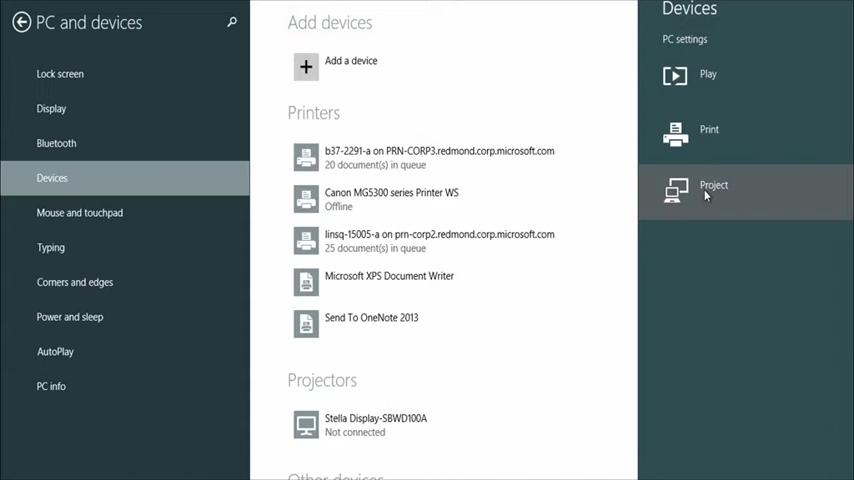 PC and devices
Lock screen
Display
Bluetooth
Devices
Mouse and touchpad
Typing
Corners and edges
Power and sleep
AutoPlay
PC info
Add devices
Add a device
Printers
b37-2291-a on PRN-CORP3.redmond.corp.microsoft.com
20 document(s) in queue
Canon MG5300 series Printer WS
Offline
linsq-15005-a on prn-corp2.redmond.corp.microsoft.com
25 document(s) in queue
Microsoft XPS Document Writer
Send To OneNote 2013
Projectors
Stella Display-SBWD100A
Not connected
Other devices
Devices
PC settings
Play
Print
Project